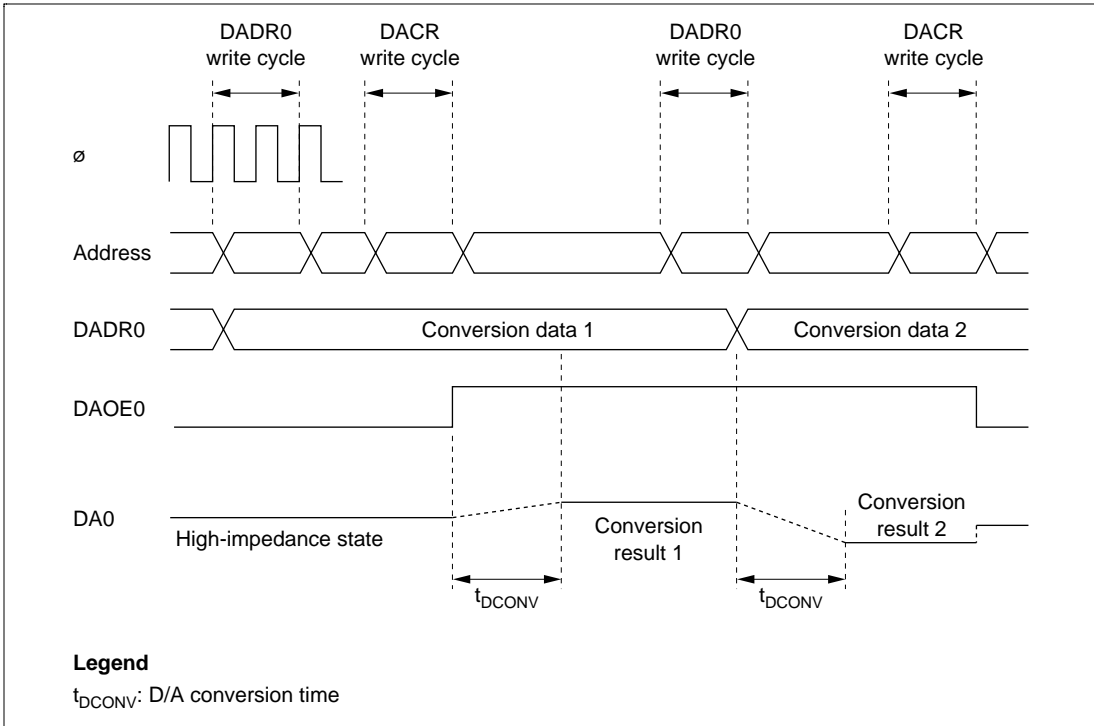 DADR0
write cycle
DACR
write cycle
DADR0
write cycle
DACR
write cycle
ø
Address
DADR0
Conversion data 1
Conversion data 2
DAOE0
DA0
High-impedance state
Conversion
result 1
Conversion
result 2
tDCONV
tDCONV
Legend
tDCONV: D/A conversion time